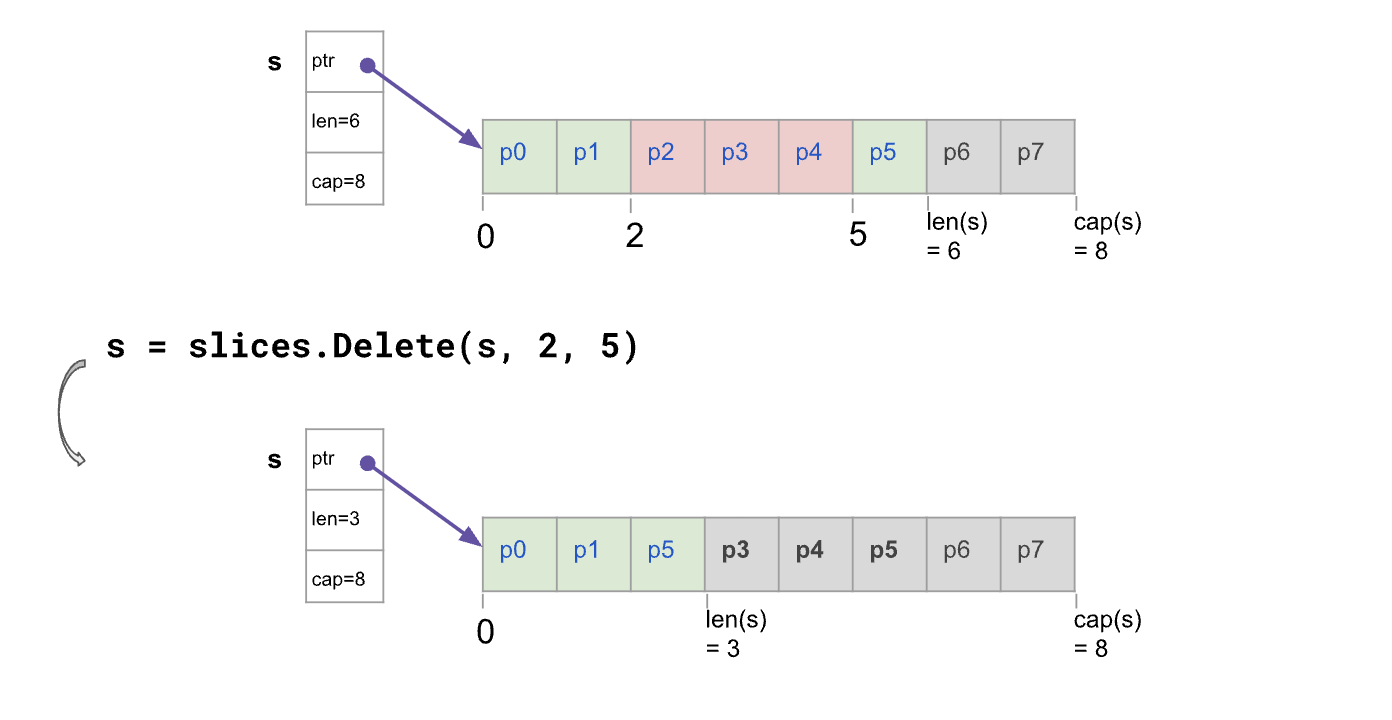 s
ptr
len=6
cap=8
p0 p1 p2 p3 p4 p5 p6 p7
0 2 5 len(s) cap(s)
= 6 = 8
s = slices.Delete(s, 2, 5)
s
ptr
len=3
cap=8
p0 p1 p5 p3 p4 p5 p6 p7
0 len(s) cap(s)
= 3 = 8